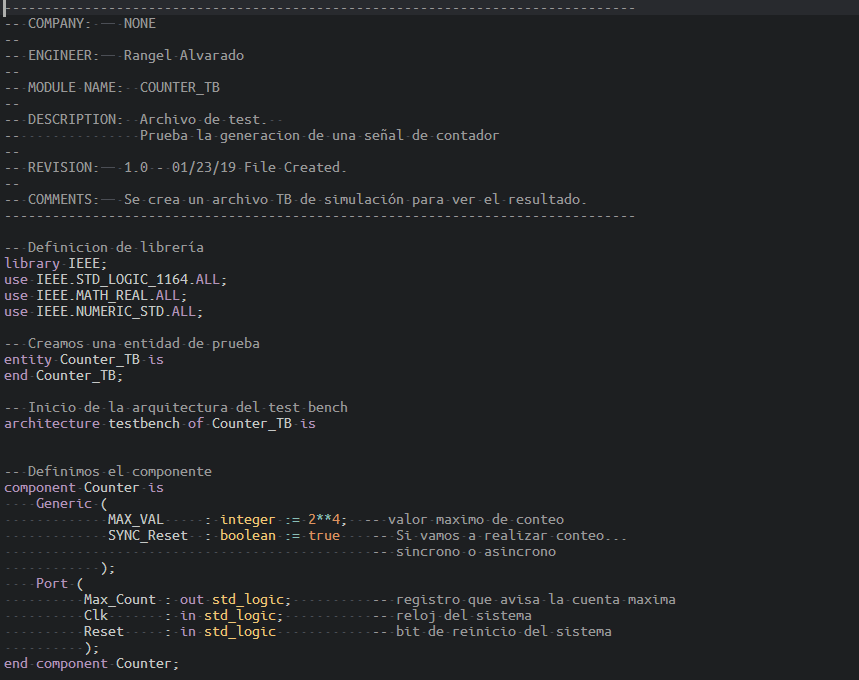 -------------------------------------------------------------------------------
-- COMPANY:   NONE
--
-- ENGINEER:   Rangel Alvarado
--
-- MODULE NAME:  COUNTER_TB
--
-- DESCRIPTION:  Archivo de test.
--               Prueba la generacion de una señal de contador
--
-- REVISION:   1.0 - 01/23/19 File Created.
--
-- COMMENTS:   Se crea un archivo TB de simulación para ver el resultado.
-------------------------------------------------------------------------------
-- Definicion de librería
library IEEE;
use IEEE.STD_LOGIC_1164.ALL;
use IEEE.MATH_REAL.ALL;
use IEEE.NUMERIC_STD.ALL;
-- Creamos una entidad de prueba
entity Counter_TB is
end Counter_TB;
-- Inicio de la arquitectura del test bench
architecture testbench of Counter_TB is
-- Definimos el componente
component Counter is
    Generic (
             MAX_VAL     : integer := 2**4;  -- valor maximo de conteo
             SYNC_Reset  : boolean := true    -- Si vamos a realizar conteo...
                                              -- sincrono o asincrono
            );
    Port (
          Max_Count : out std_logic;          -- registro que avisa la cuenta maxima
          Clk       : in std_logic;           -- reloj del sistema
          Reset     : in std_logic            -- bit de reinicio del sistema
          );
end component Counter;